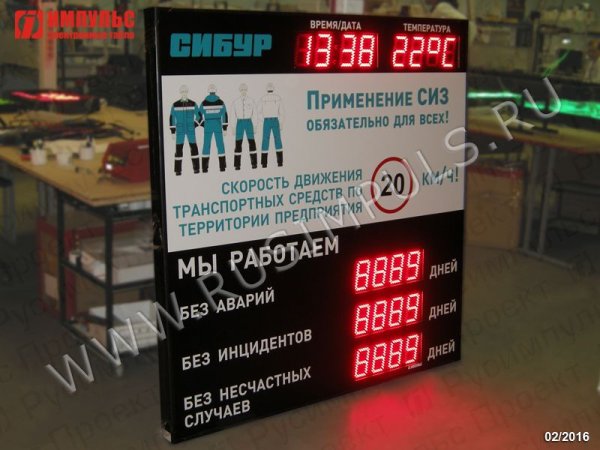 ИМПУЛЬС
электронные табло
СИБУР
ВРЕМЯ/ДАТА
ТЕМПЕРАТУРА
13:38
22°C
ПРИМЕНЕНИЕ СИЗ
ОБЯЗАТЕЛЬНО ДЛЯ ВСЕХ!
СКОРОСТЬ ДВИЖЕНИЯ
ТРАНСПОРТНЫХ СРЕДСТВ ПО
ТЕРРИТОРИИ ПРЕДПРИЯТИЯ
20
КМ/Ч!
WWW.RUSIMPULS.RU
МЫ РАБОТАЕМ
БЕЗ АВАРИЙ
8889 ДНЕЙ
БЕЗ ИНЦИДЕНТОВ
8889 ДНЕЙ
БЕЗ НЕСЧАСТНЫХ
СЛУЧАЕВ
8889 ДНЕЙ
02/2016